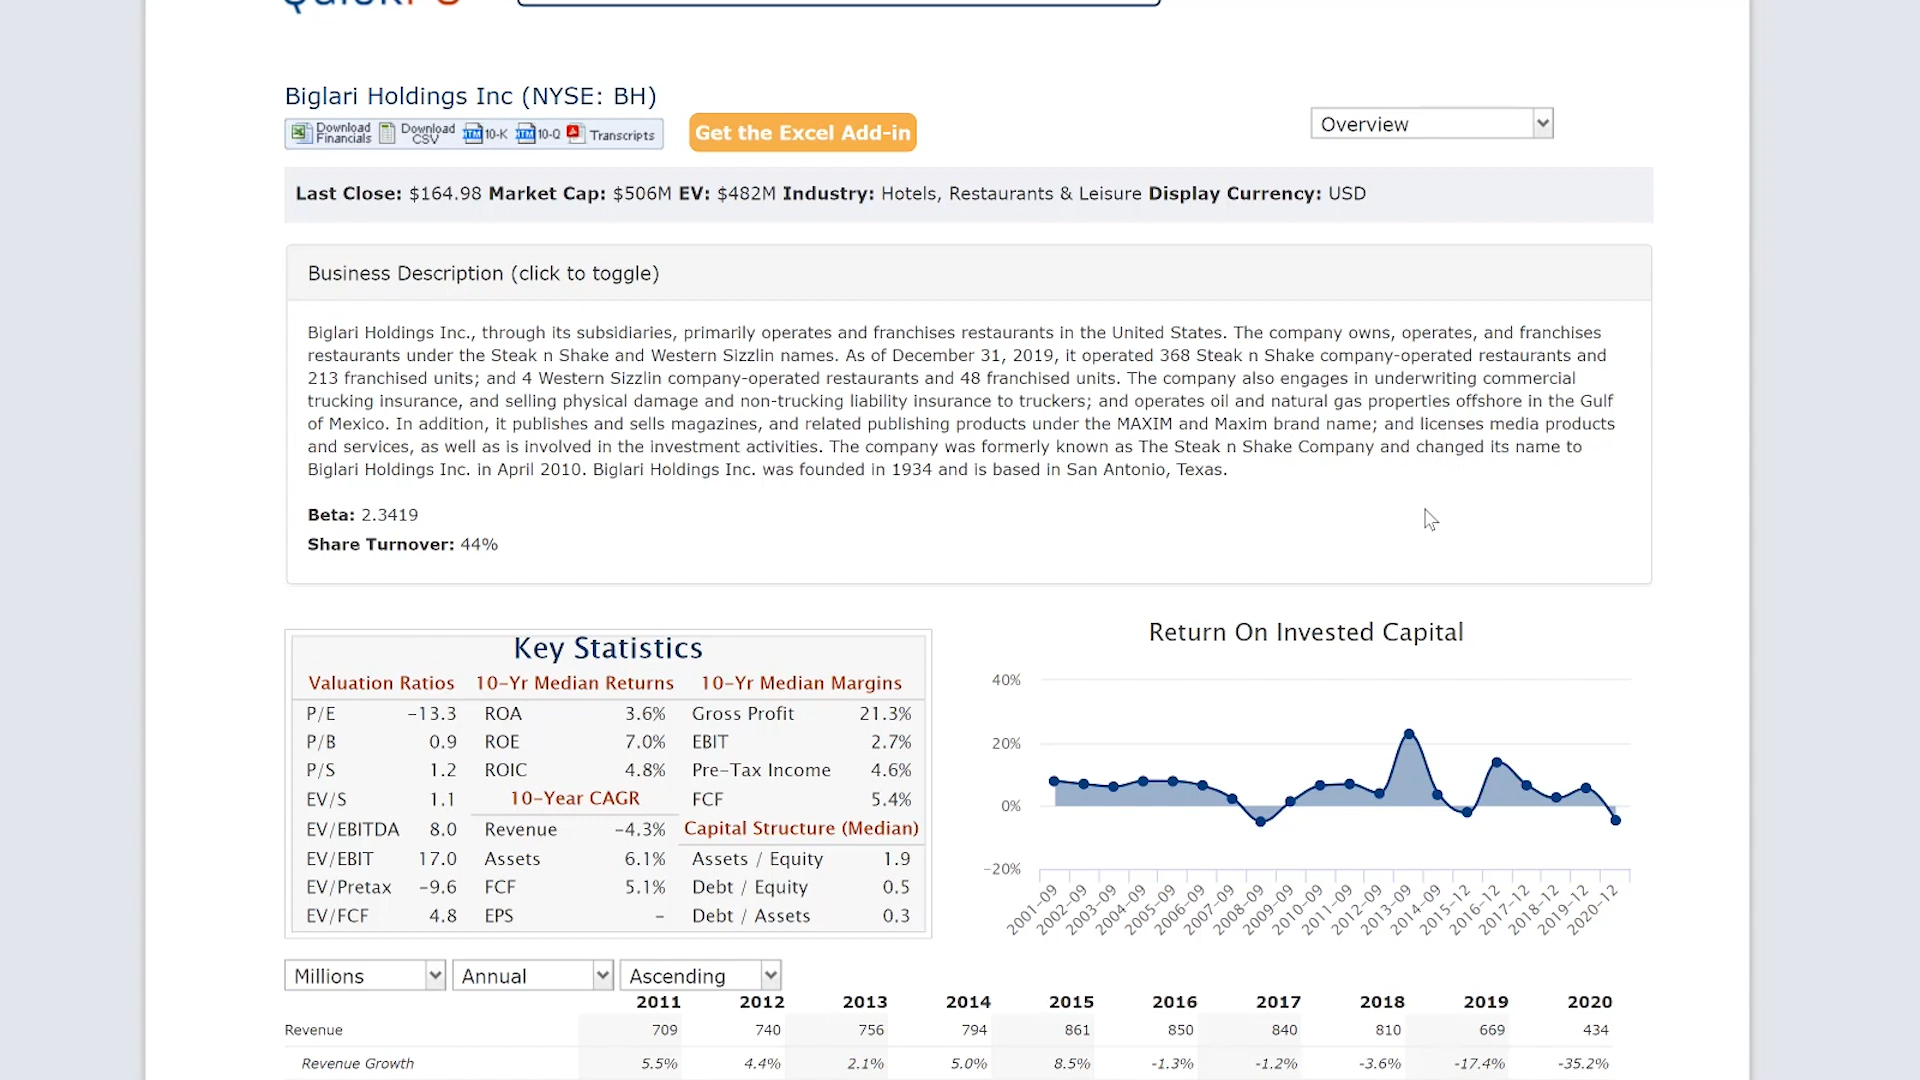 Biglari Holdings Inc (NYSE: BH)
Download Financials Download CSV 10-K 10-Q Transcripts
Get the Excel Add-in
Overview
Last Close: $164.98 Market Cap: $506M EV: $482M Industry: Hotels, Restaurants & Leisure Display Currency: USD
Business Description (click to toggle)
Biglari Holdings Inc., through its subsidiaries, primarily operates and franchises restaurants in the United States. The company owns, operates, and franchises
restaurants under the Steak n Shake and Western Sizzlin names. As of December 31, 2019, it operated 368 Steak n Shake company-operated restaurants and
213 franchised units; and 4 Western Sizzlin company-operated restaurants and 48 franchised units. The company also engages in underwriting commercial
trucking insurance, and selling physical damage and non-trucking liability insurance to truckers; and operates oil and natural gas properties offshore in the Gulf
of Mexico. In addition, it publishes and sells magazines, and related publishing products under the MAXIM and Maxim brand name; and licenses media products
and services, as well as is involved in the investment activities. The company was formerly known as The Steak n Shake Company and changed its name to
Biglari Holdings Inc. in April 2010. Biglari Holdings Inc. was founded in 1934 and is based in San Antonio, Texas.
Beta: 2.3419
Share Turnover: 44%
Key Statistics
Valuation Ratios 10-Yr Median Returns 10-Yr Median Margins
P/E -13.3 ROA 3.6% Gross Profit 21.3%
P/B 0.9 ROE 7.0% EBIT 2.7%
P/S 1.2 ROIC 4.8% Pre-Tax Income 4.6%
EV/S 1.1 10-Year CAGR FCF 5.4%
EV/EBITDA 8.0 Revenue -4.3% Capital Structure (Median)
EV/EBIT 17.0 Assets 6.1% Assets / Equity 1.9
EV/Pretax -9.6 FCF 5.1% Debt / Equity 0.5
EV/FCF 4.8 EPS - Debt / Assets 0.3
Return On Invested Capital
40%
20%
0%
-20%
2001-09 2002-09 2003-09 2004-09 2005-09 2006-09 2007-09 2008-09 2009-09 2010-09 2011-09 2012-09 2013-09 2014-09 2015-12 2016-12 2017-12 2018-12 2019-12 2020-12
Millions Annual Ascending
2011 2012 2013 2014 2015 2016 2017 2018 2019 2020
Revenue 709 740 756 794 861 850 840 810 669 434
Revenue Growth 5.5% 4.4% 2.1% 5.0% 8.5% -1.3% -1.2% -3.6% -17.4% -35.2%